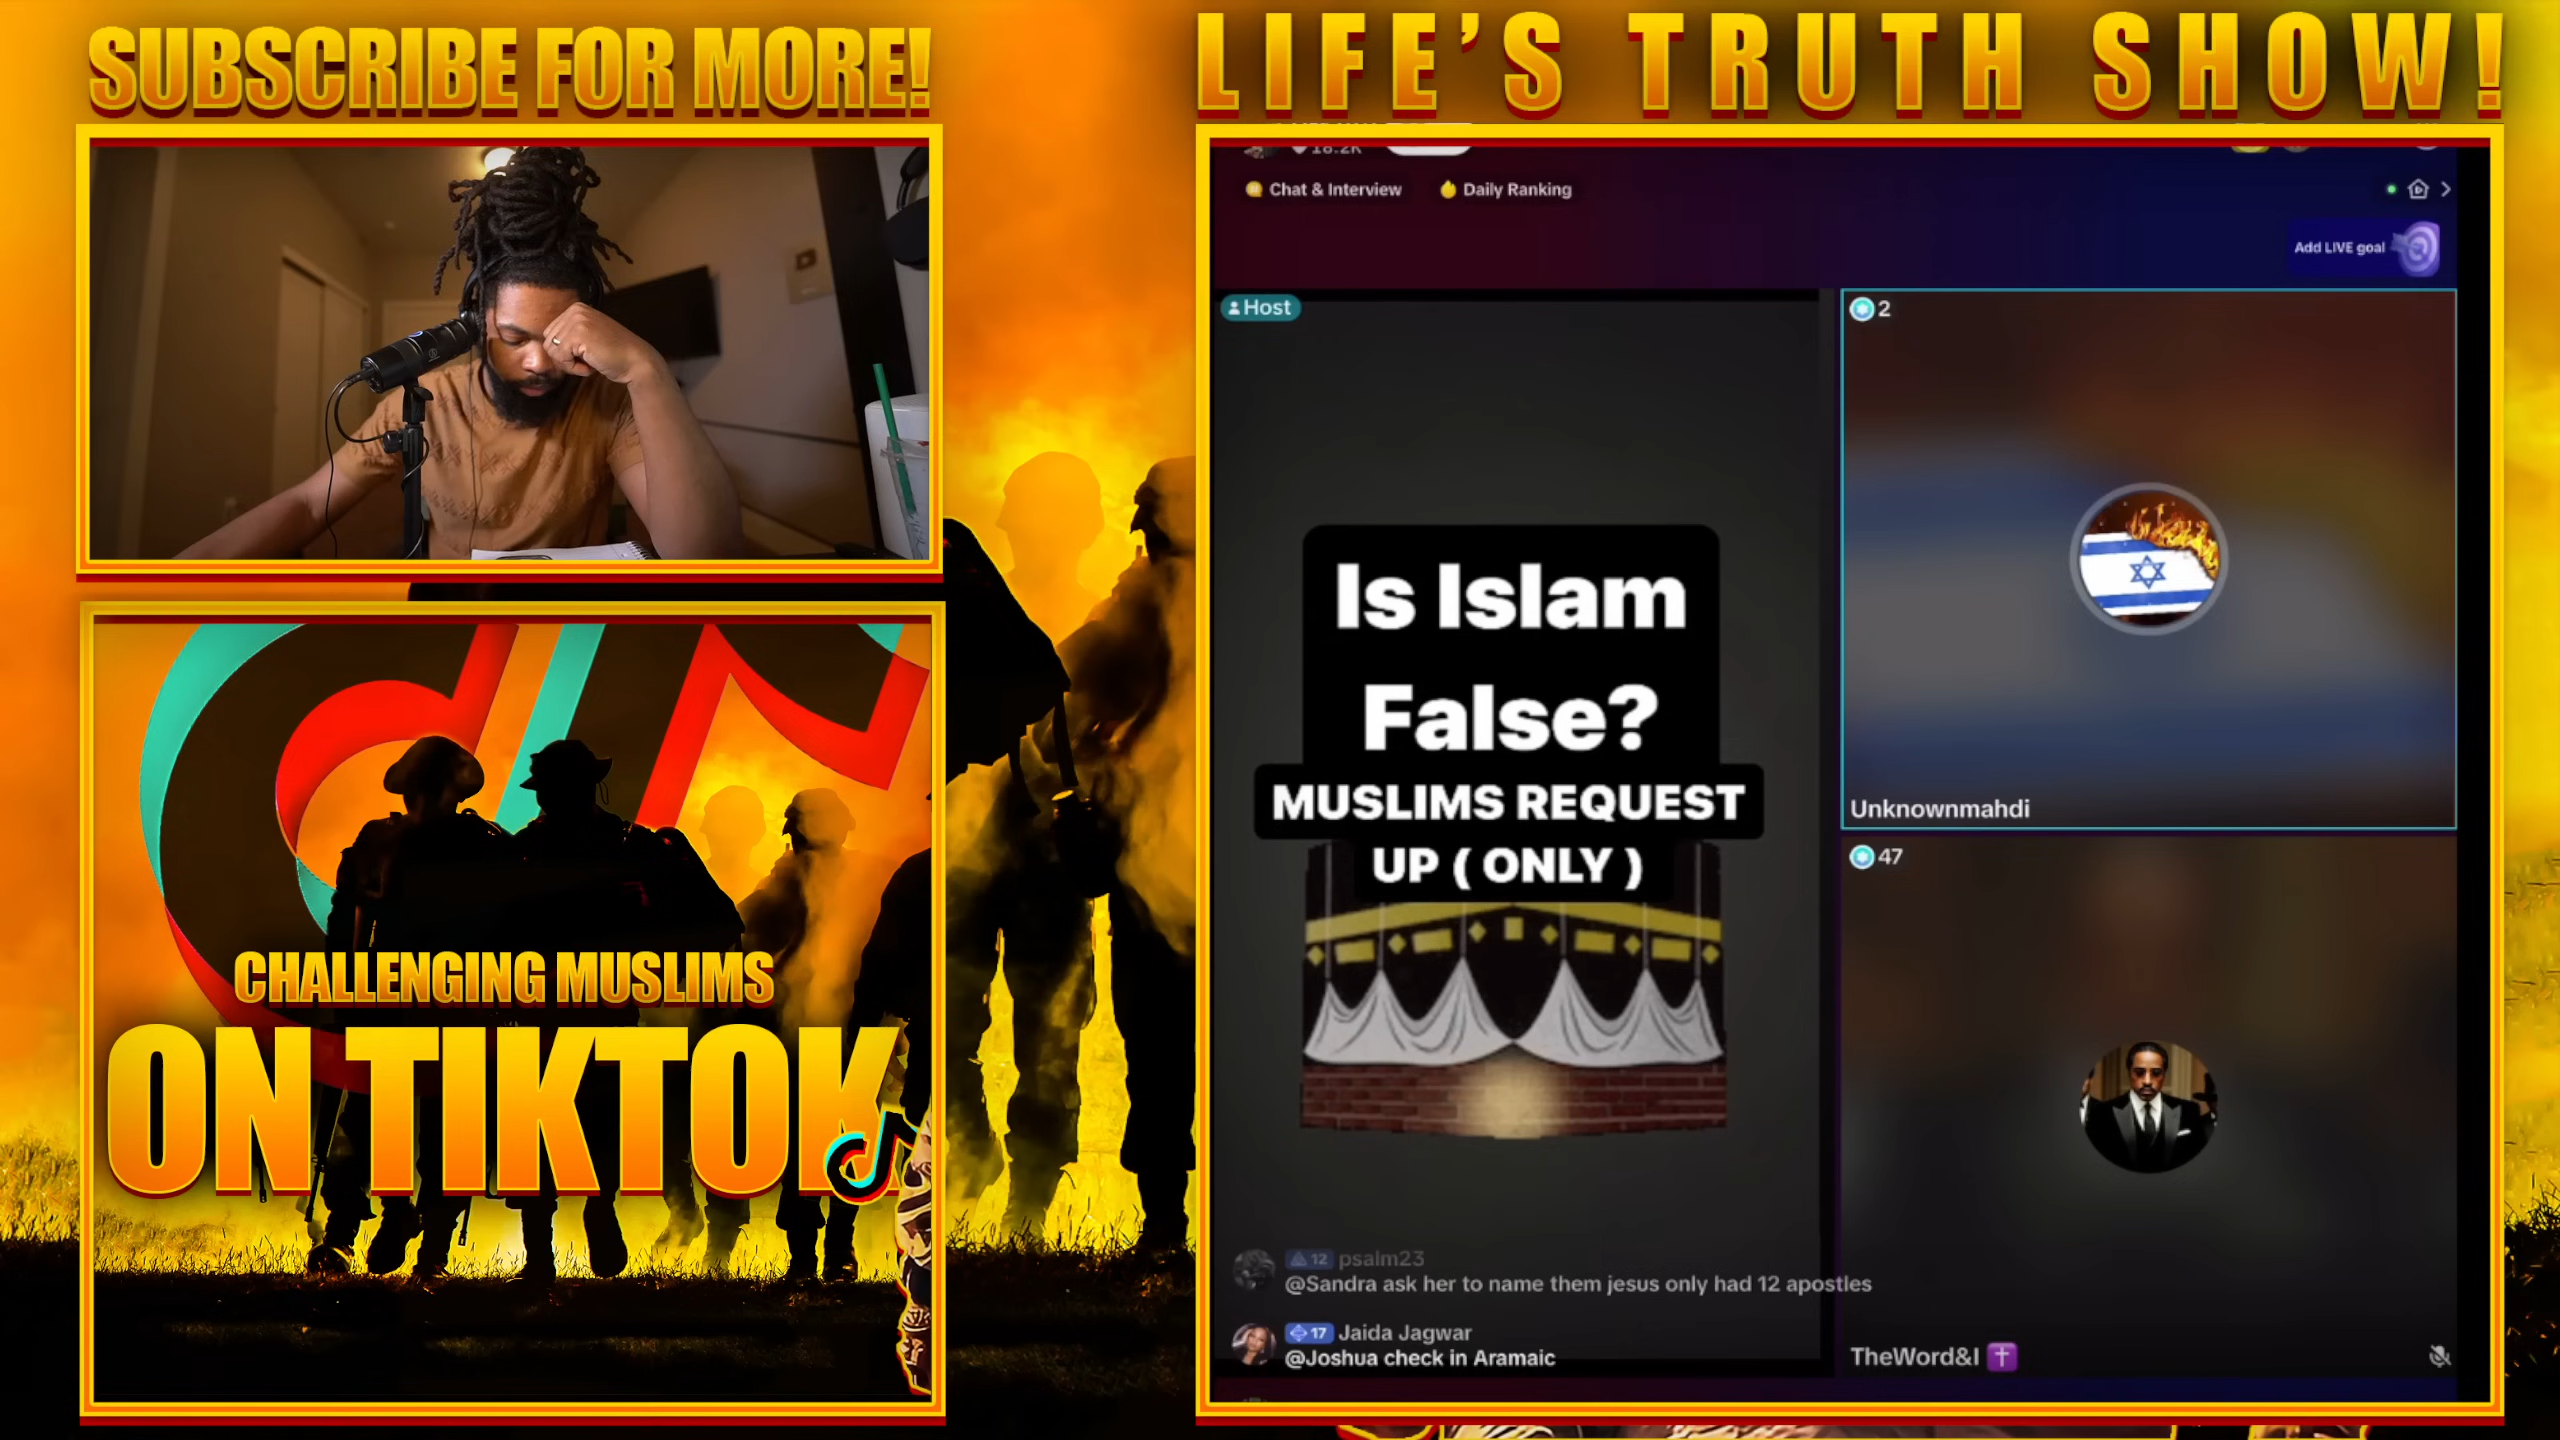 SUBSCRIBE FOR MORE!
LIFE'S TRUTH SHOW!
18.2K
Chat & Interview
Daily Ranking
Add LIVE goal
Host
2
Is Islam
False?
MUSLIMS REQUEST
UP ( ONLY )
Unknownmahdi
47
CHALLENGING MUSLIMS
ON TIKTOK
12 psalm23
@Sandra ask her to name them jesus only had 12 apostles
17 Jaida Jagwar
@Joshua check in Aramaic
TheWord&I